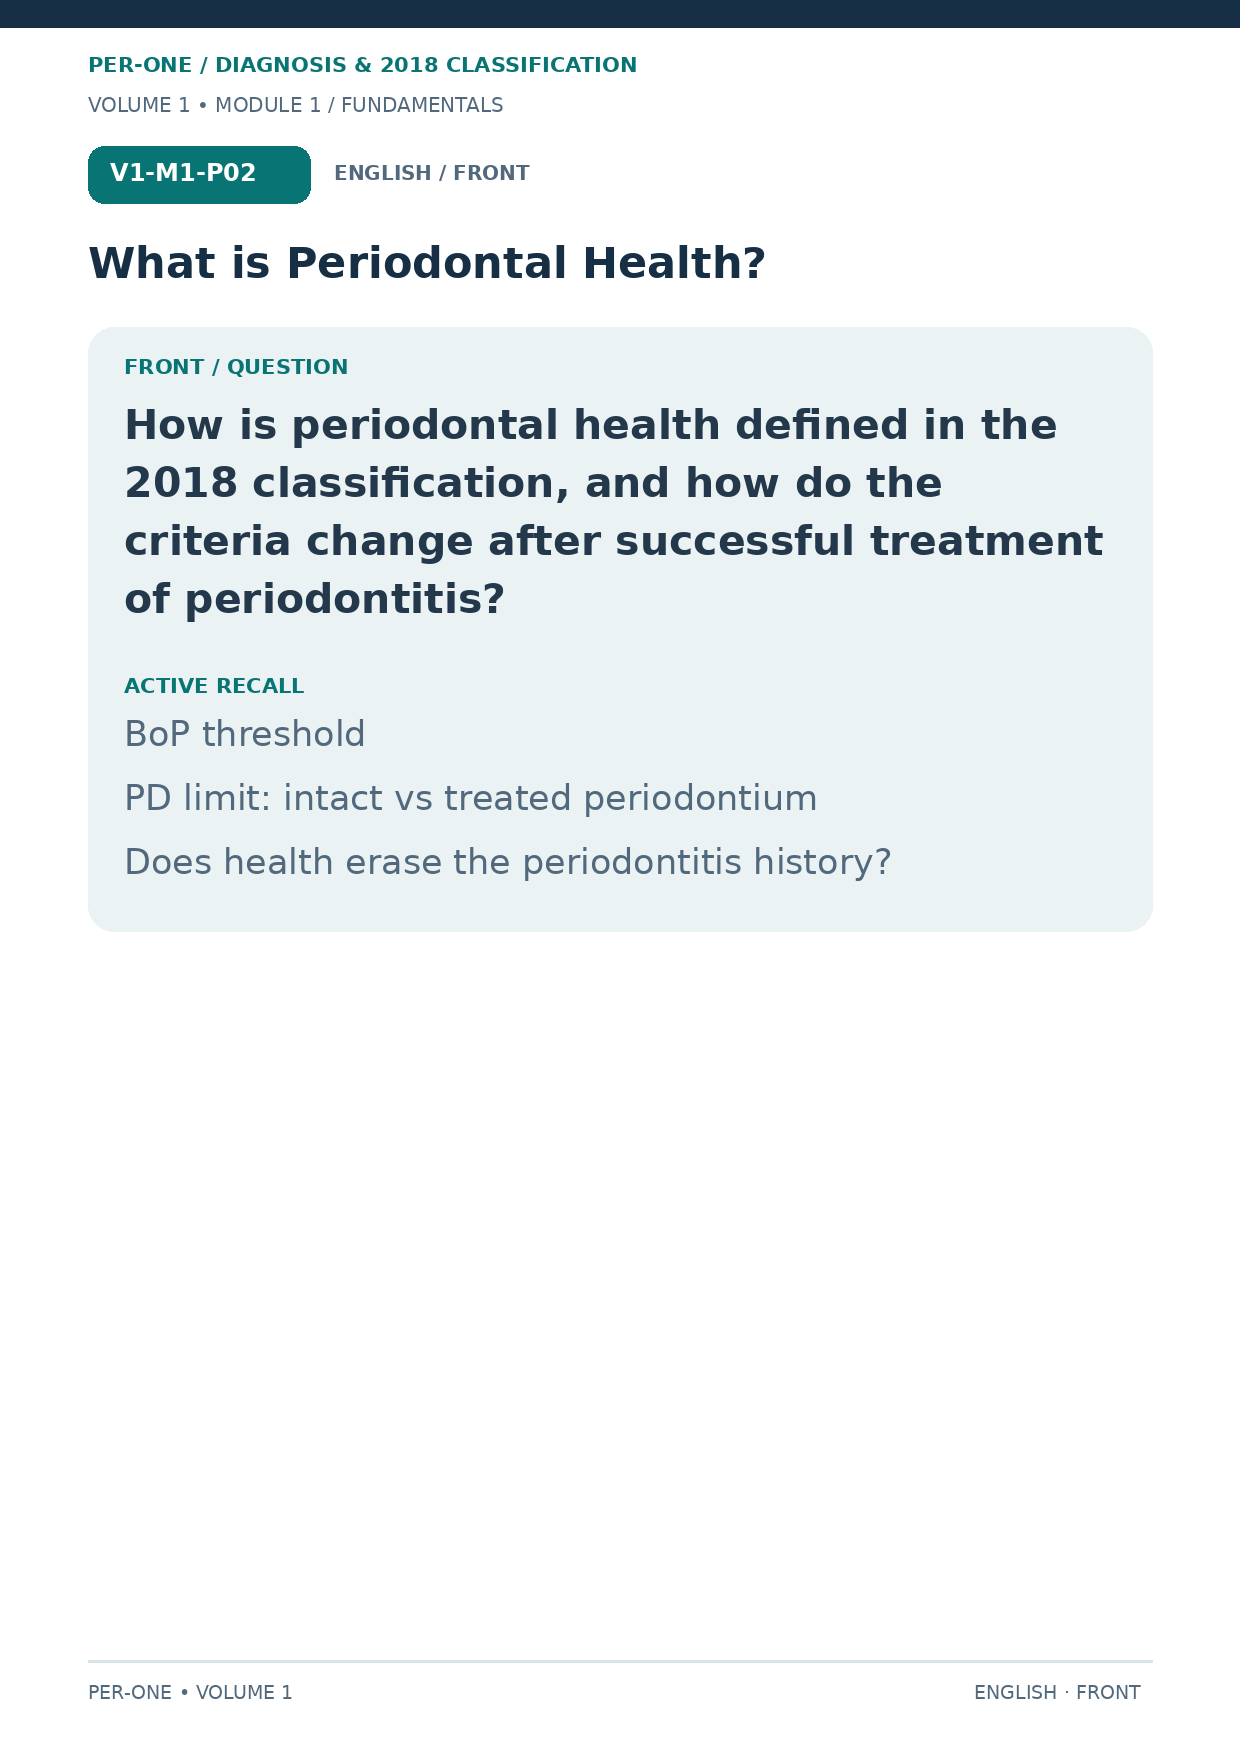 PER-ONE / DIAGNOSIS & 2018 CLASSIFICATION
VOLUME 1 • MODULE 1 / FUNDAMENTALS
V1-M1-P02
ENGLISH / FRONT
What is Periodontal Health?
FRONT / QUESTION
How is periodontal health defined in the
2018 classification, and how do the
criteria change after successful treatment
of periodontitis?
ACTIVE RECALL
BoP threshold
PD limit: intact vs treated periodontium
Does health erase the periodontitis history?
PER-ONE • VOLUME 1
ENGLISH · FRONT